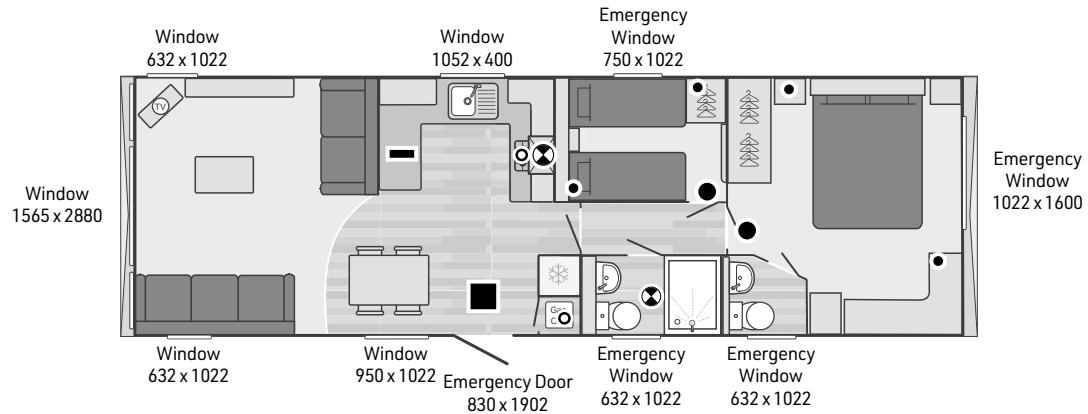 Window
632 x 1022
Window
1052 x 400
Emergency
Window
750 x 1022
TV
Window
1565 x 2880
Emergency
Window
1022 x 1600
Window
632 x 1022
Window
950 x 1022
Emergency Door
830 x 1902
Emergency
Window
632 x 1022
Emergency
Window
632 x 1022